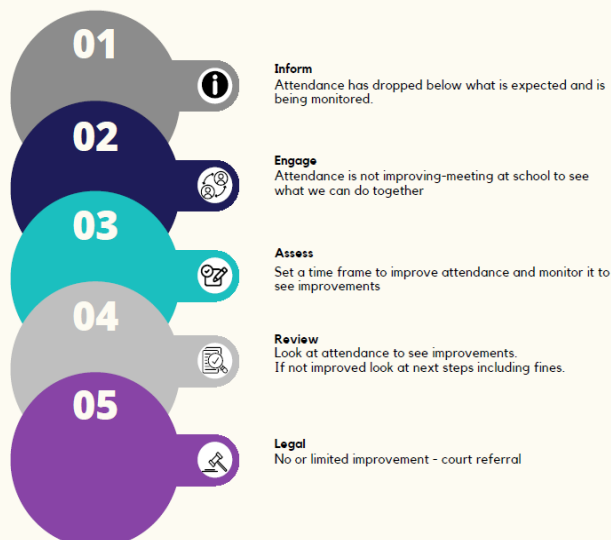 01
Inform
Attendance has dropped below what is expected and is
being monitored.
02
Engage
Attendance is not improving-meeting at school to see
what we can do together
03
Assess
Set a time frame to improve attendance and monitor it to
see improvements
04
Review
Look at attendance to see improvements.
If not improved look at next steps including fines.
05
Legal
No or limited improvement - court referral